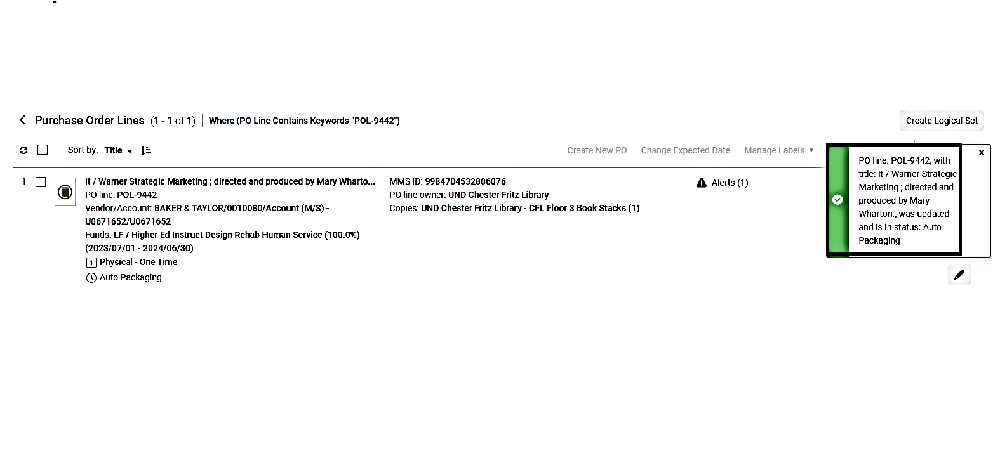 Purchase Order Lines (1 - 1 of 1) Where (PO Line Contains Keywords "POL-9442")
Create Logical Set
Sort by: Title
Create New PO Change Expected Date Manage Labels
1
It / Warner Strategic Marketing ; directed and produced by Mary Wharto...
PO line: POL-9442
Vendor/Account: BAKER & TAYLOR/0010080/Account (M/S) -
U0671652/U0671652
Funds: LF / Higher Ed Instruct Design Rehab Human Service (100.0%)
(2023/07/01 - 2024/06/30)
1 Physical - One Time
Auto Packaging
MMS ID: 9984704532806076
PO line owner: UND Chester Fritz Library
Copies: UND Chester Fritz Library - CFL Floor 3 Book Stacks (1)
Alerts (1)
PO line: POL-9442, with
title: It / Warner Strategic
Marketing ; directed and
produced by Mary
Wharton., was updated
and is in status: Auto
Packaging
x